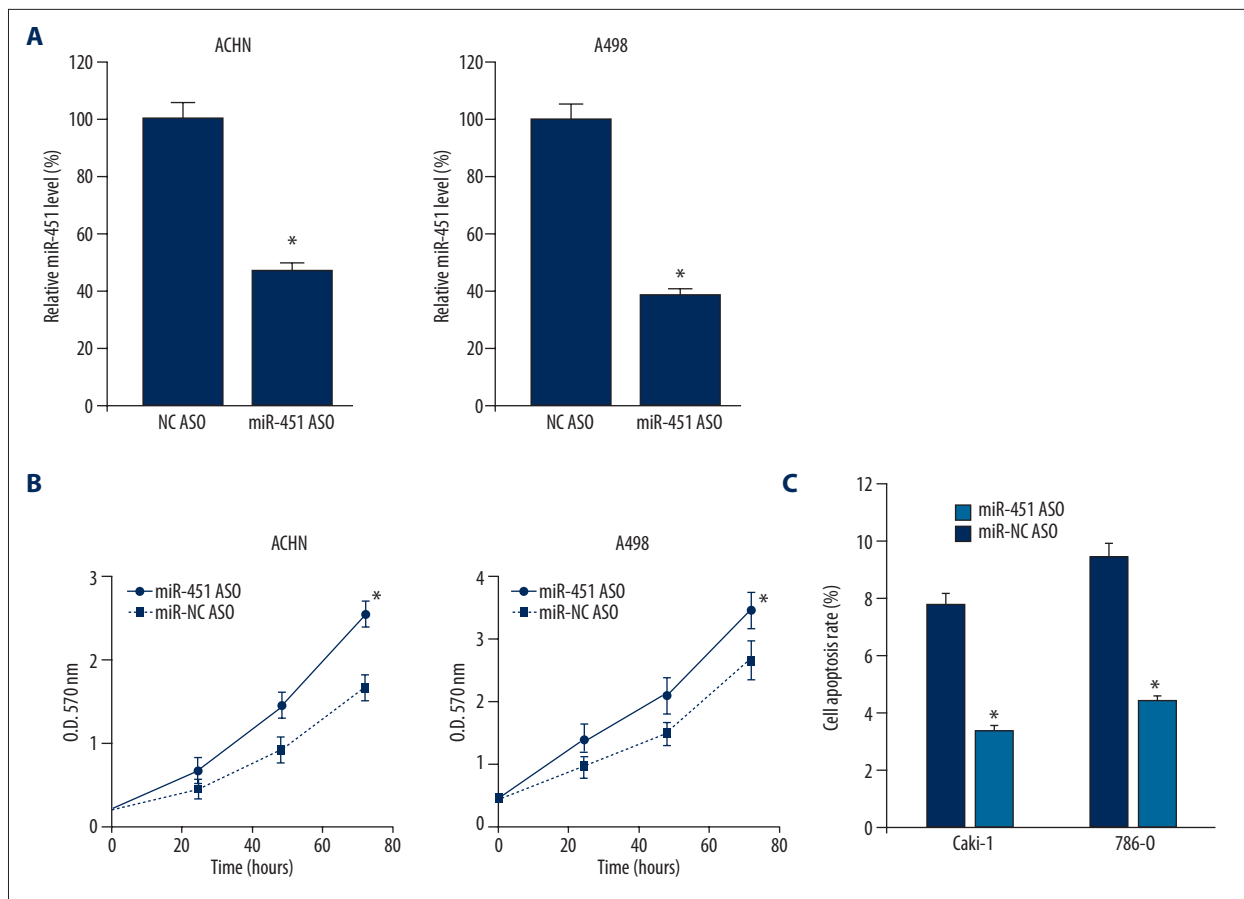 A
ACHN
120
100
80
60
40
20
0
Relative miR-451 level (%)
*
NC ASO
miR-451 ASO
A498
120
100
80
60
40
20
0
Relative miR-451 level (%)
*
NC ASO
miR-451 ASO
B
ACHN
miR-451 ASO
miR-NC ASO
*
3
2
1
0
O.D. 570 nm
0
20
40
60
80
Time (hours)
A498
miR-451 ASO
miR-NC ASO
*
4
3
2
1
0
O.D. 570 nm
0
20
40
60
80
Time (hours)
C
12
10
8
6
4
2
0
Cell apoptosis rate (%)
miR-451 ASO
miR-NC ASO
*
*
Caki-1
786-0